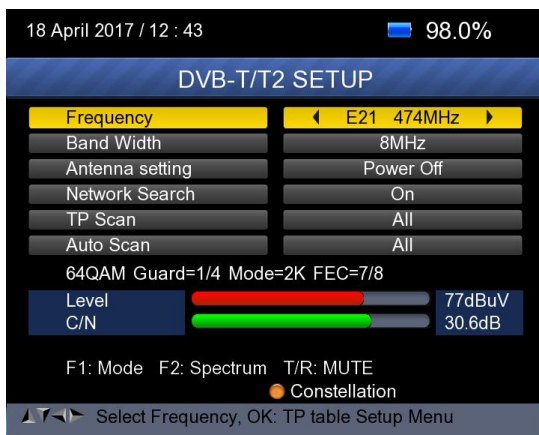 18 April 2017 / 12 : 43 98.0%
DVB-T/T2 SETUP
Frequency E21 474MHz
Band Width 8MHz
Antenna setting Power Off
Network Search On
TP Scan All
Auto Scan All
64QAM Guard=1/4 Mode=2K FEC=7/8
Level 77dBuV
C/N 30.6dB
F1: Mode F2: Spectrum T/R: MUTE
Constellation
Select Frequency, OK: TP table Setup Menu